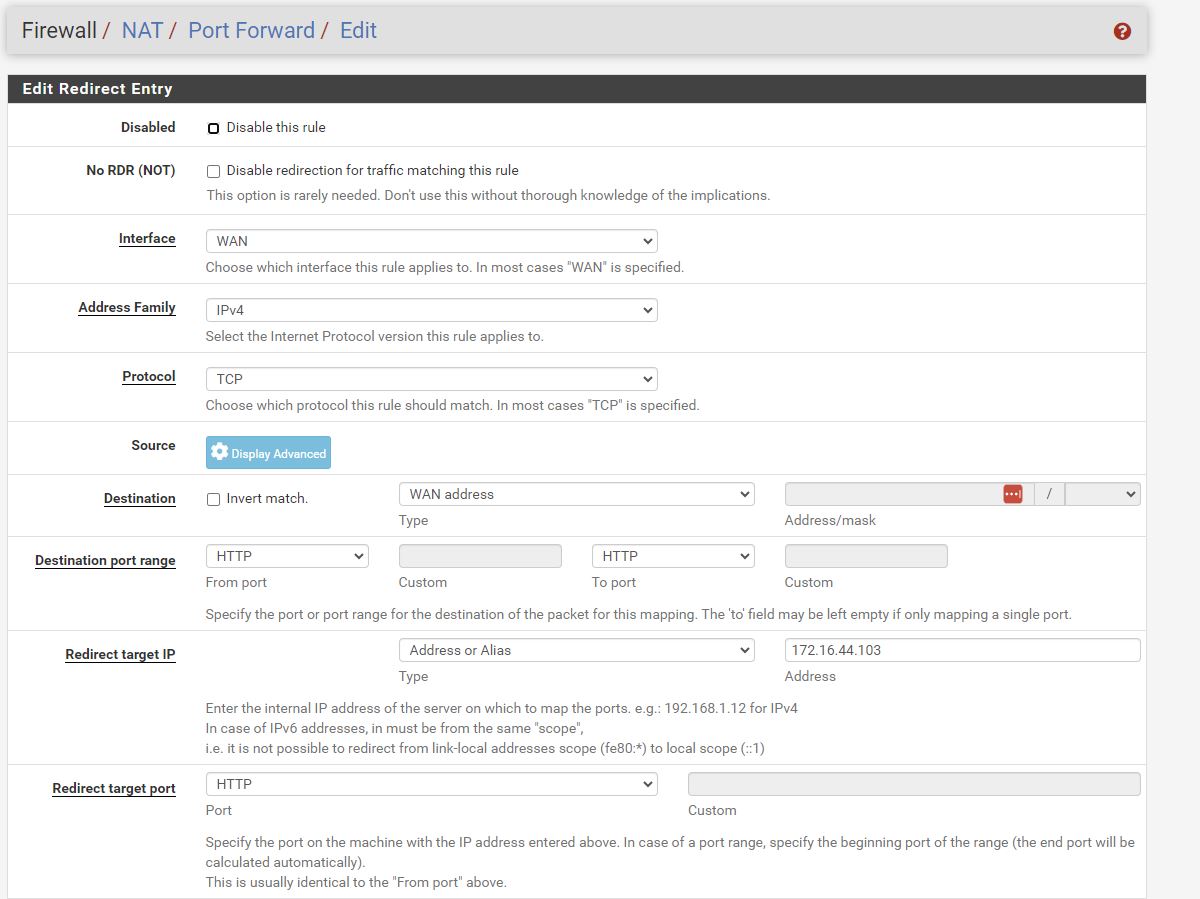 Firewall / NAT / Port Forward / Edit
Edit Redirect Entry
Disabled Disable this rule
No RDR (NOT) Disable redirection for traffic matching this rule
This option is rarely needed. Don't use this without thorough knowledge of the implications.
Interface WAN
Choose which interface this rule applies to. In most cases "WAN" is specified.
Address Family IPv4
Select the Internet Protocol version this rule applies to.
Protocol TCP
Choose which protocol this rule should match. In most cases "TCP" is specified.
Source Display Advanced
Destination Invert match. WAN address /
Type Address/mask
Destination port range HTTP HTTP
From port Custom To port Custom
Specify the port or port range for the destination of the packet for this mapping. The 'to' field may be left empty if only mapping a single port.
Redirect target IP Address or Alias 172.16.44.103
Type Address
Enter the internal IP address of the server on which to map the ports. e.g.: 192.168.1.12 for IPv4
In case of IPv6 addresses, in must be from the same "scope",
i.e. it is not possible to redirect from link-local addresses scope (fe80:*) to local scope (::1)
Redirect target port HTTP
Port Custom
Specify the port on the machine with the IP address entered above. In case of a port range, specify the beginning port of the range (the end port will be
calculated automatically).
This is usually identical to the "From port" above.